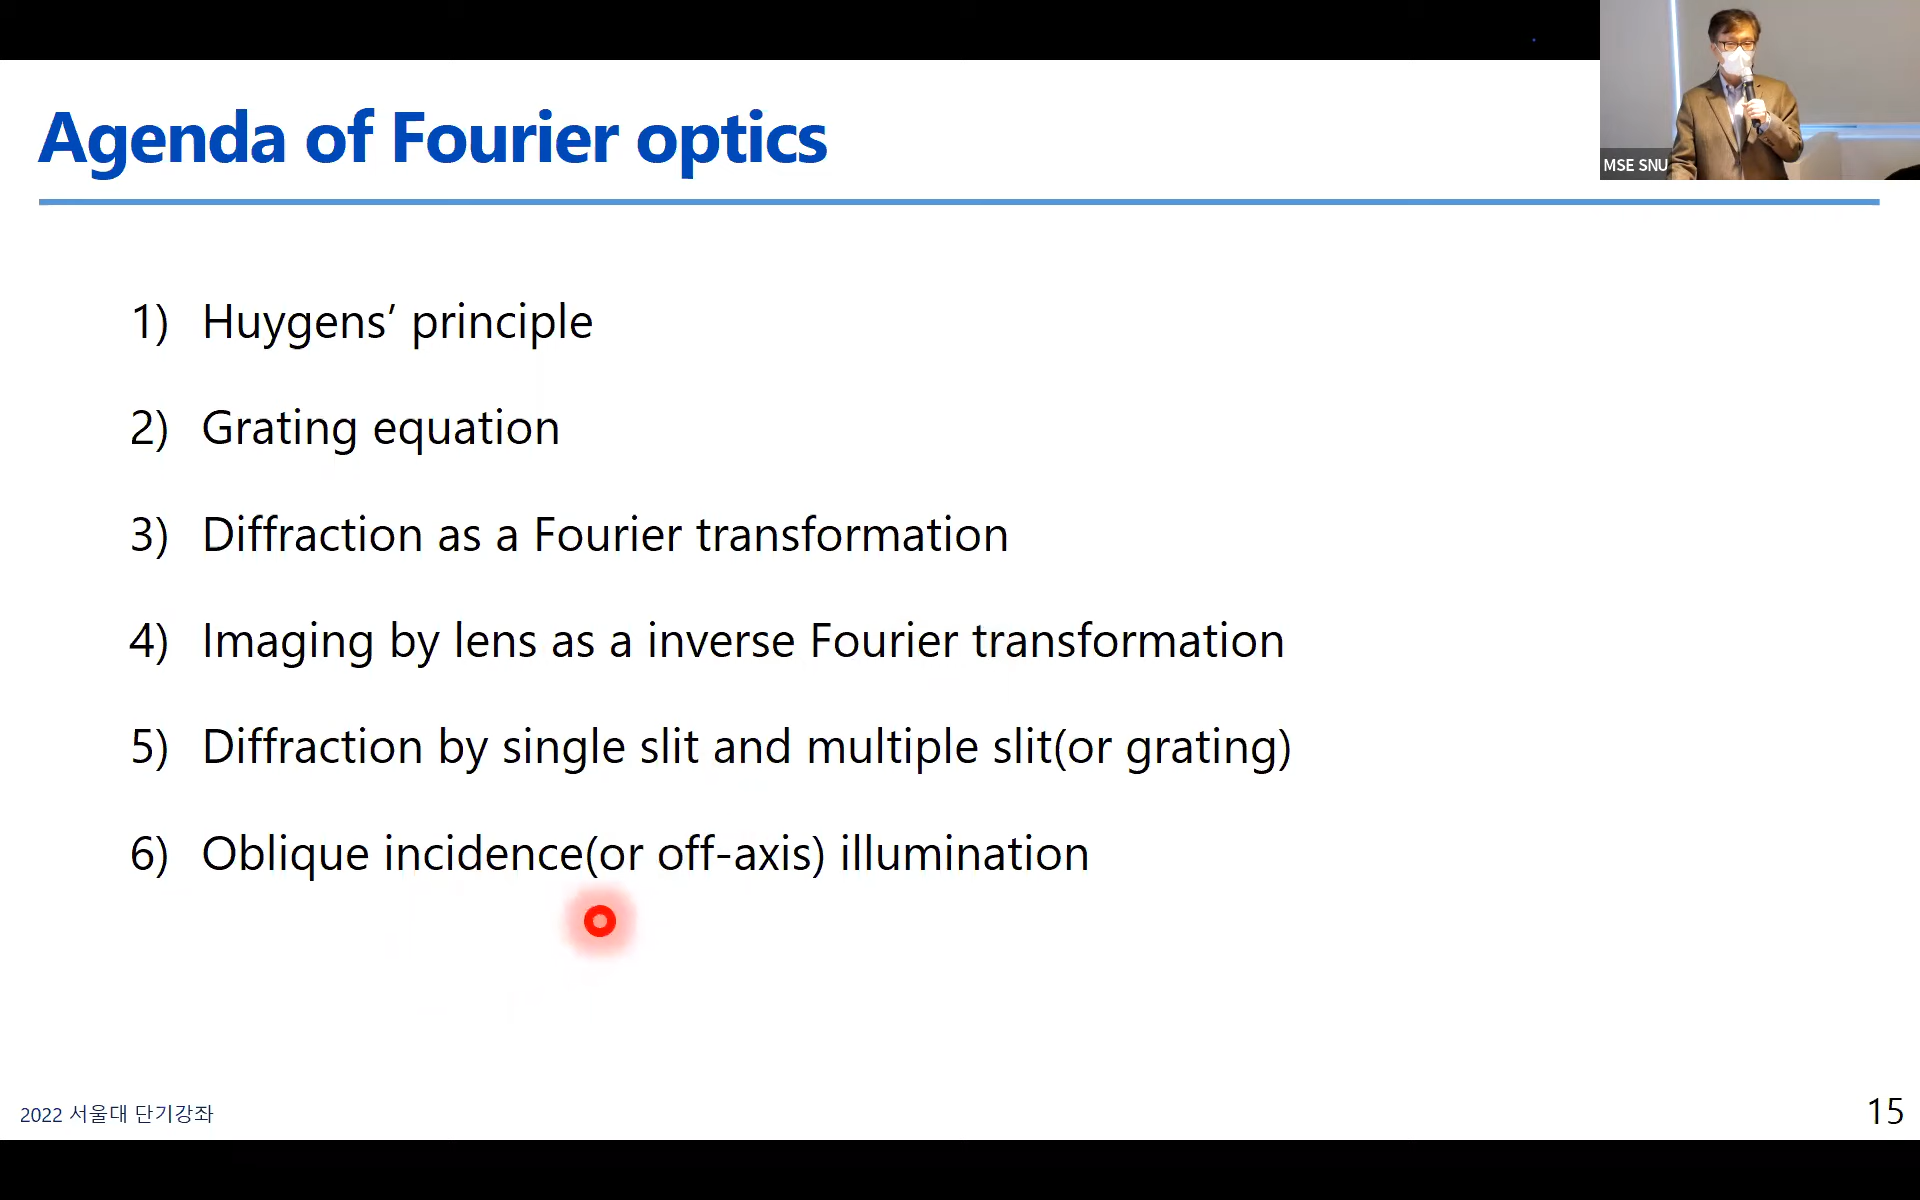 Agenda of Fourier optics
MSE SNU
1) Huygens’ principle
2) Grating equation
3) Diffraction as a Fourier transformation
4) Imaging by lens as a inverse Fourier transformation
5) Diffraction by single slit and multiple slit(or grating)
6) Oblique incidence(or off-axis) illumination
2022 서울대 단기강좌
15